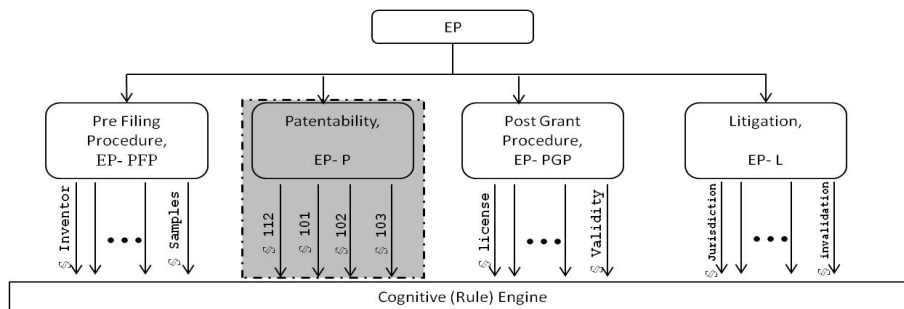 EP
Pre Filing
Procedure,
EP- PFP
Patentability,
EP- P
Post Grant
Procedure,
EP- PGP
Litigation,
EP- L
§ Inventor
•••
§ Samples
§ 112
§ 101
§ 102
§ 103
§ license
•••
§ Validity
§ Jurisdiction
•••
§ invalidation
Cognitive (Rule) Engine